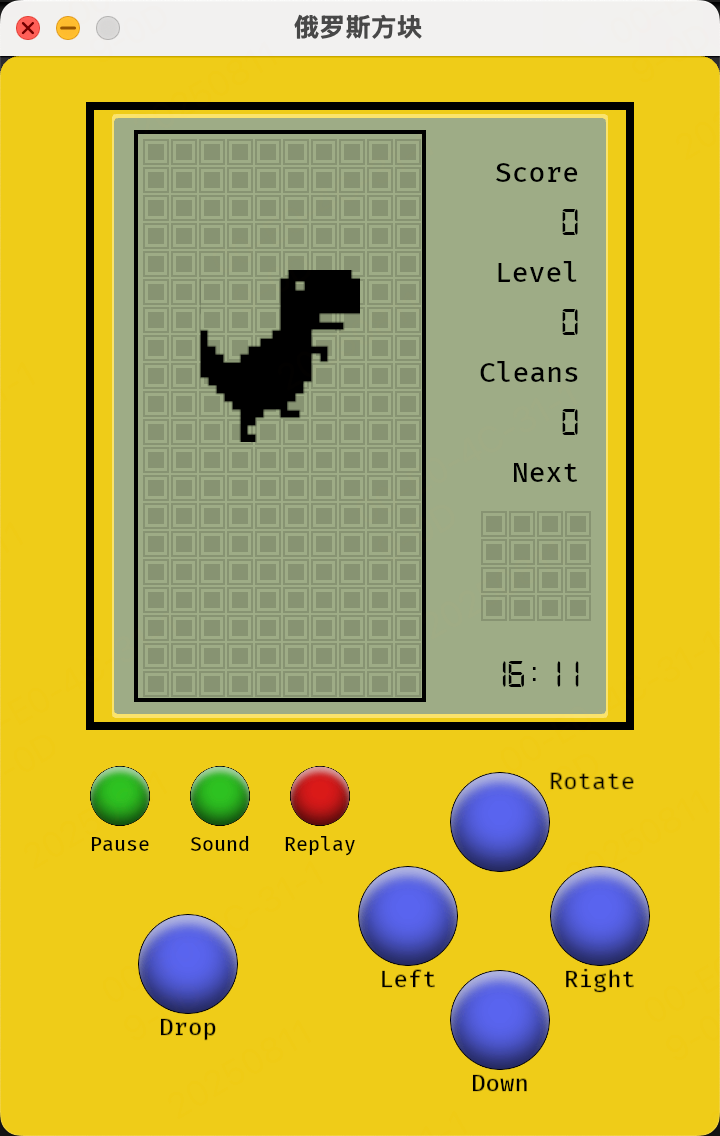 俄罗斯方块
Score
0
Level
0
Cleans
0
Next
16:11
Rotate
Pause
Sound
Replay
Left
Right
Drop
Down